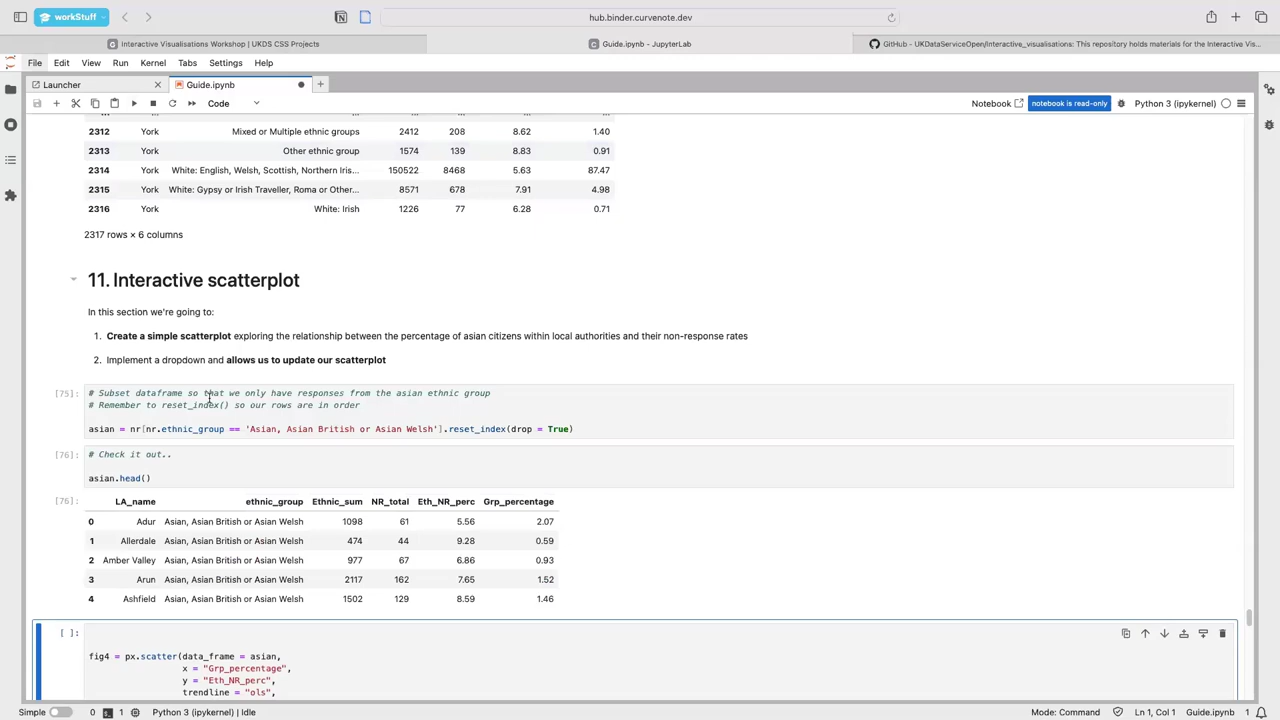 workStuff
hub.binder.curvenote.dev
Interactive Visualisations Workshop | UKDS CSS Projects
Guide.ipynb - JupyterLab
GitHub - UKDataServiceOpen/Interactive_visualisations: This repository holds materials for the Interactive Vis...
File Edit View Run Kernel Tabs Settings Help
Launcher
Guide.ipynb
Code
Notebook
notebook is read-only
Python 3 (ipykernel)
2312 York Mixed or Multiple ethnic groups 2412 208 8.62 1.40
2313 York Other ethnic group 1574 139 8.83 0.91
2314 York White: English, Welsh, Scottish, Northern Iris... 150522 8468 5.63 87.47
2315 York White: Gypsy or Irish Traveller, Roma or Other... 8571 678 7.91 4.98
2316 York White: Irish 1226 77 6.28 0.71
2317 rows × 6 columns
11. Interactive scatterplot
In this section we're going to:
1. Create a simple scatterplot exploring the relationship between the percentage of asian citizens within local authorities and their non-response rates
2. Implement a dropdown and allows us to update our scatterplot
[75]: # Subset dataframe so that we only have responses from the asian ethnic group
# Remember to reset_index() so our rows are in order
asian = nr[nr.ethnic_group == 'Asian, Asian British or Asian Welsh'].reset_index(drop = True)
[76]: # Check it out..
asian.head()
[76]: LA_name ethnic_group Ethnic_sum NR_total Eth_NR_perc Grp_percentage
0 Adur Asian, Asian British or Asian Welsh 1098 61 5.56 2.07
1 Allerdale Asian, Asian British or Asian Welsh 474 44 9.28 0.59
2 Amber Valley Asian, Asian British or Asian Welsh 977 67 6.86 0.93
3 Arun Asian, Asian British or Asian Welsh 2117 162 7.65 1.52
4 Ashfield Asian, Asian British or Asian Welsh 1502 129 8.59 1.46
[ ]:
fig4 = px.scatter(data_frame = asian,
x = "Grp_percentage",
y = "Eth_NR_perc",
trendline = "ols",
Simple 0 1 Python 3 (ipykernel) | Idle Mode: Command Ln 1, Col 1 Guide.ipynb 1